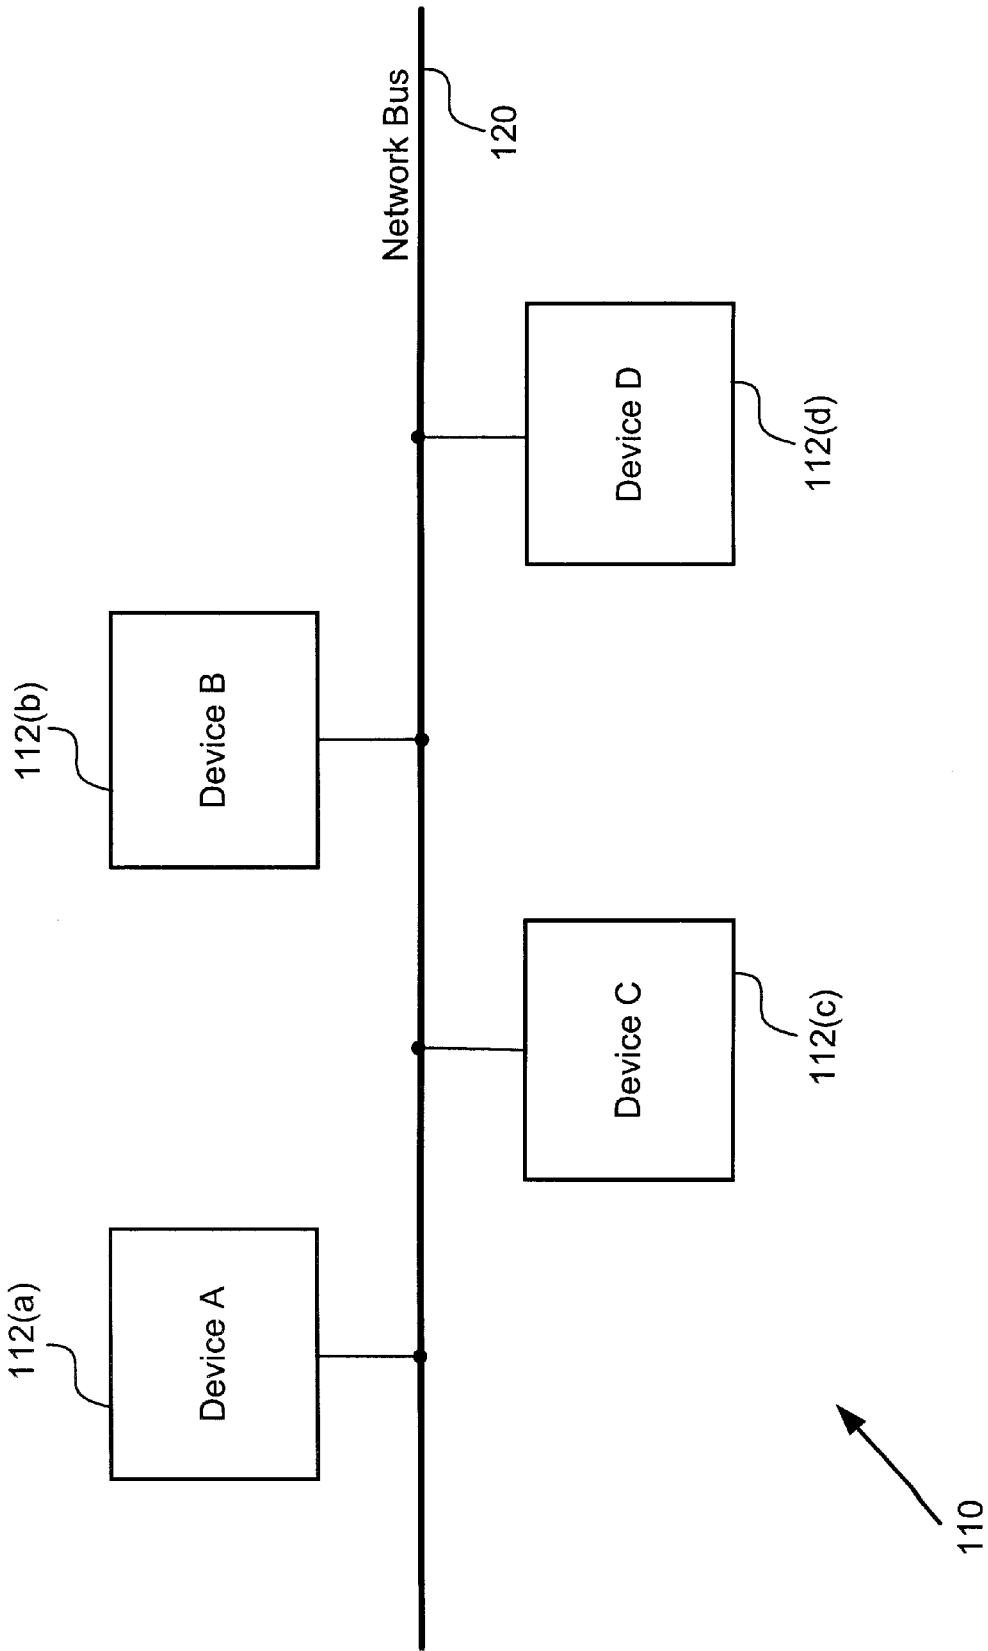 112(a)
112(b)
Device A
Device B
Network Bus
120
Device C
Device D
112(c)
112(d)
110